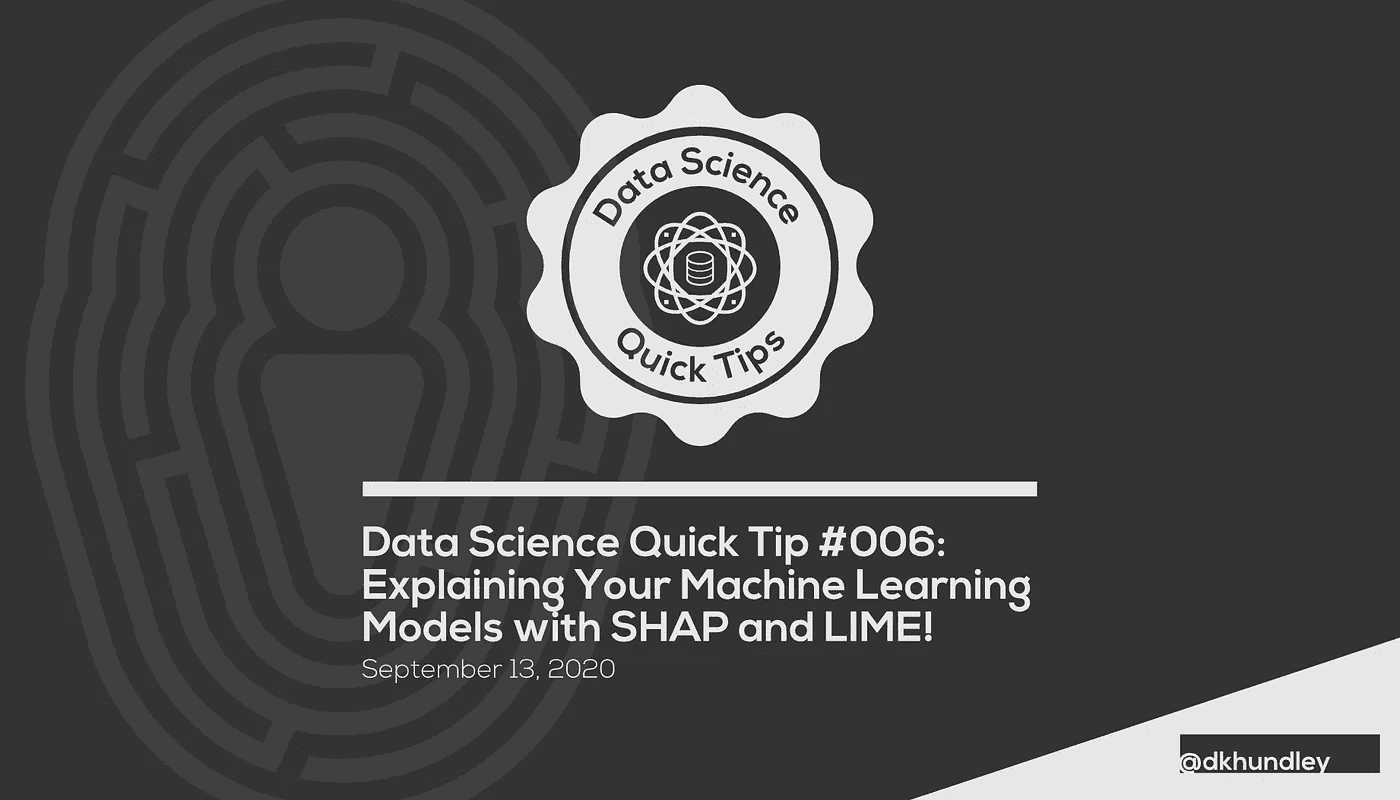 Data Science
Quick Tips
Data Science Quick Tip #006:
Explaining Your Machine Learning
Models with SHAP and LIME!
September 13, 2020
@dkhundley